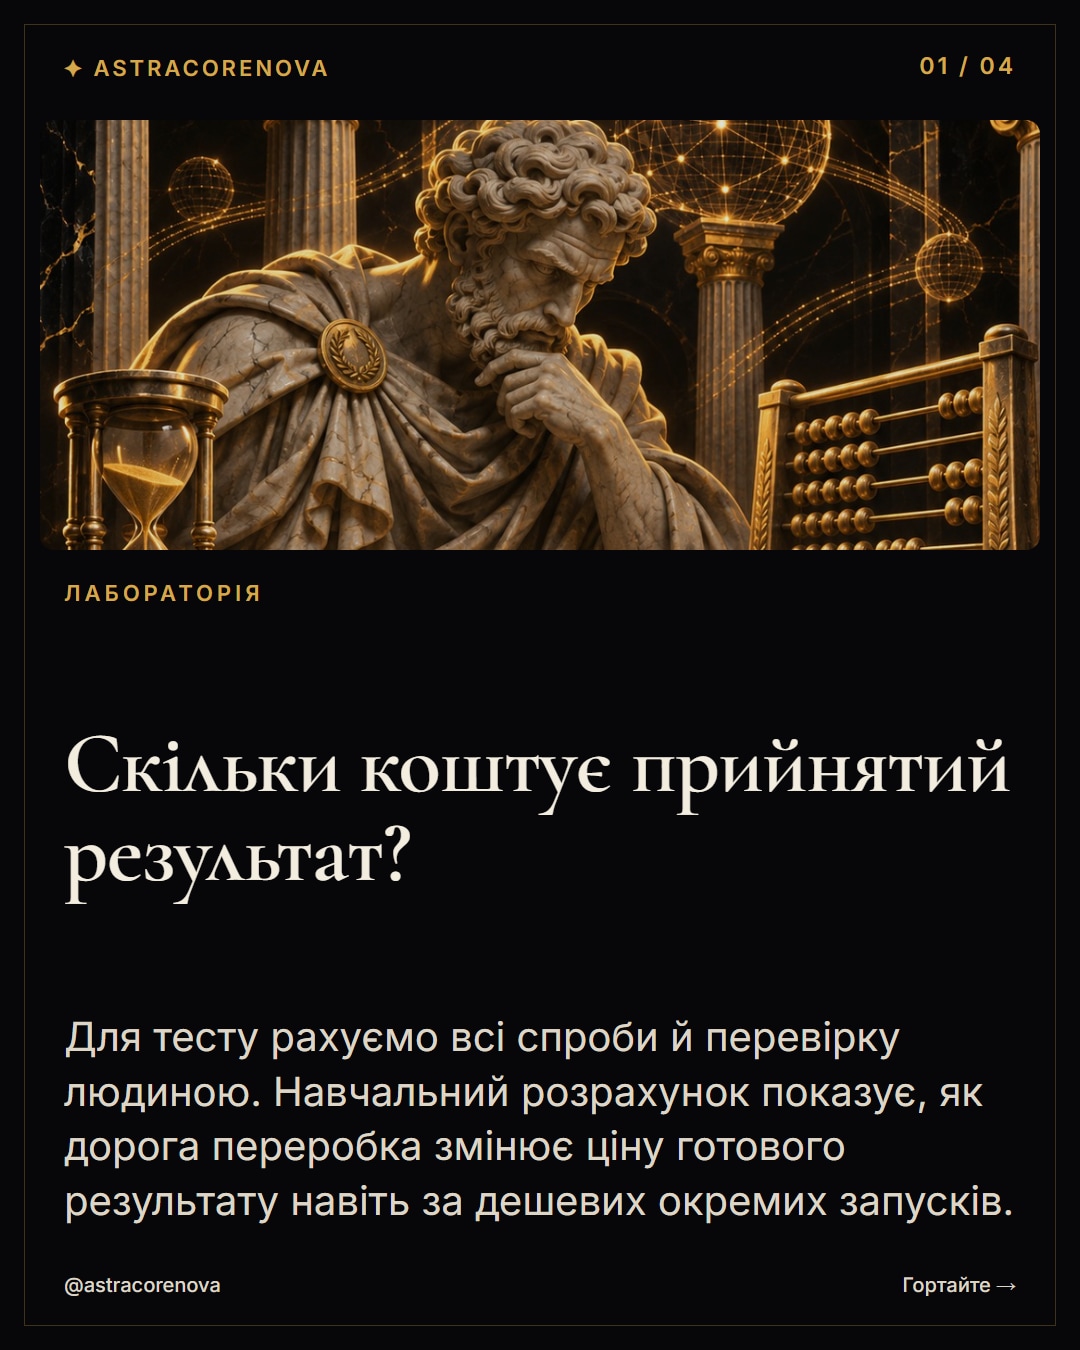 ✦ ASTRACORENOVA
01 / 04
ЛАБОРАТОРІЯ
Скільки коштує прийнятий
результат?
Для тесту рахуємо всі спроби й перевірку
людиною. Навчальний розрахунок показує, як
дорога переробка змінює ціну готового
результату навіть за дешевих окремих запусків.
@astracorenova
Гортайте →